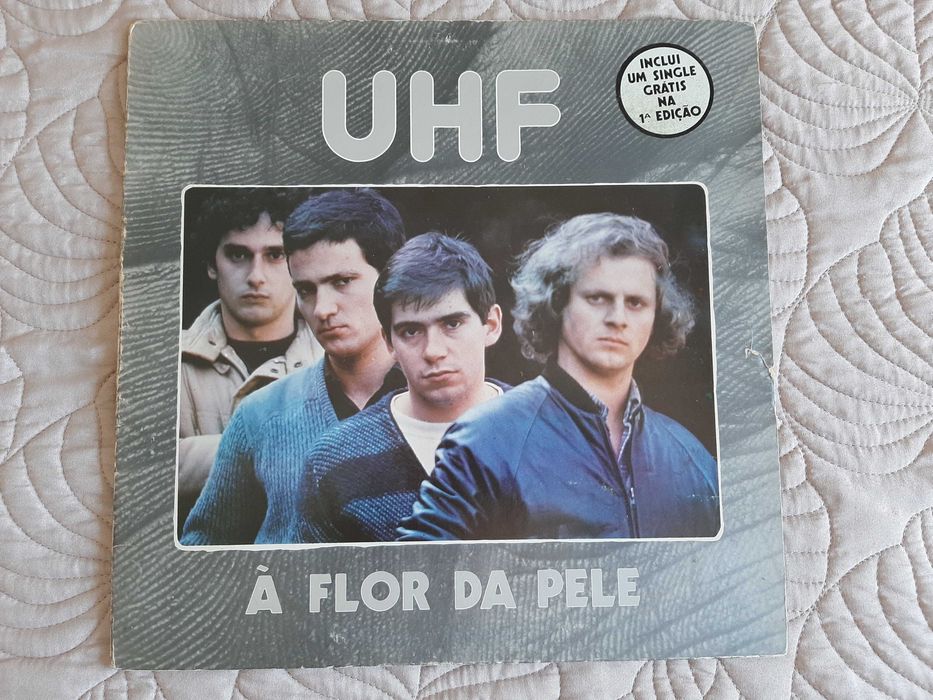 UHF
INCLUI
UM SINGLE
GRÁTIS
NA
1ª EDIÇÃO
À FLOR DA PELE